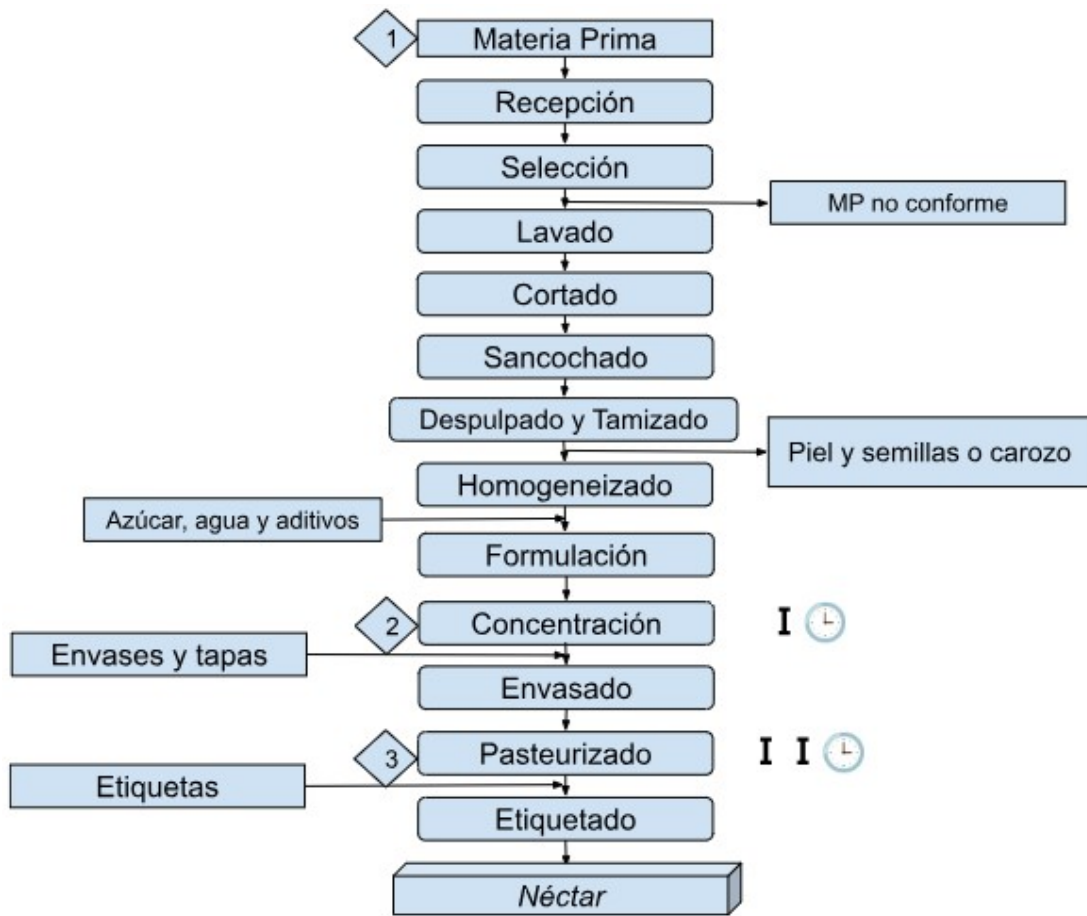 1
Materia Prima
Recepción
Selección
MP no conforme
Lavado
Cortado
Sancochado
Despulpado y Tamizado
Piel y semillas o carozo
Homogeneizado
Azúcar, agua y aditivos
Formulación
2
Concentración
I
Envases y tapas
Envasado
3
Pasteurizado
I I
Etiquetas
Etiquetado
Néctar